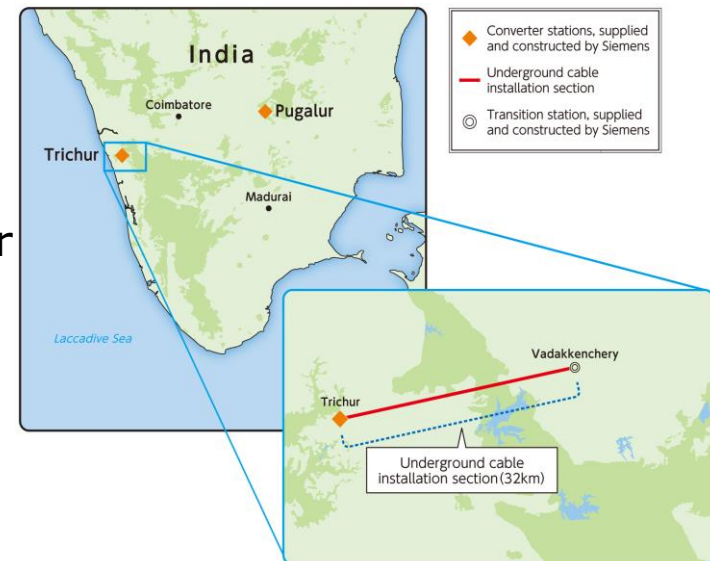 India
Coimbatore
Pugalur
Trichur
Madurai
Laccadive Sea
r
Converter stations, supplied
and constructed by Siemens
Underground cable
installation section
Transition station, supplied
and constructed by Siemens
Vadakkenchery
Trichur
Underground cable
installation section (32km)